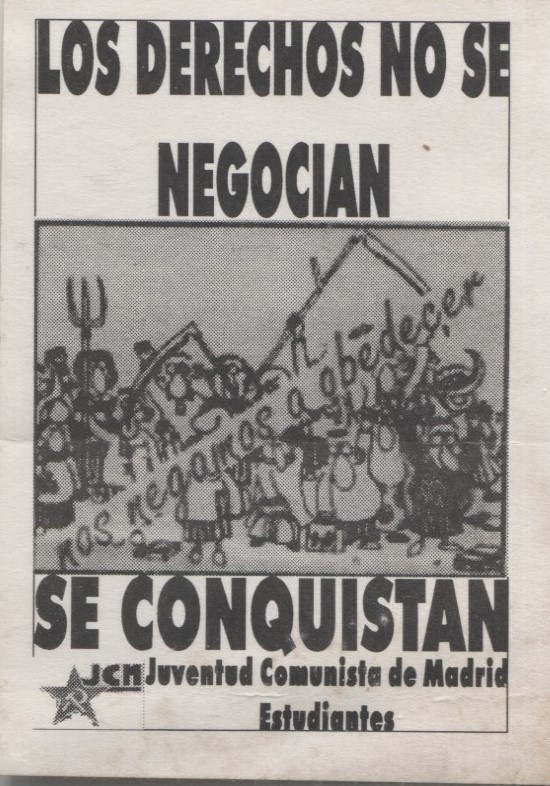 LOS DERECHOS NO SE
NEGOCIAN
nos negamos a obedecer
SE CONQUISTAN
JCM Juventud Comunista de Madrid
Estudiantes